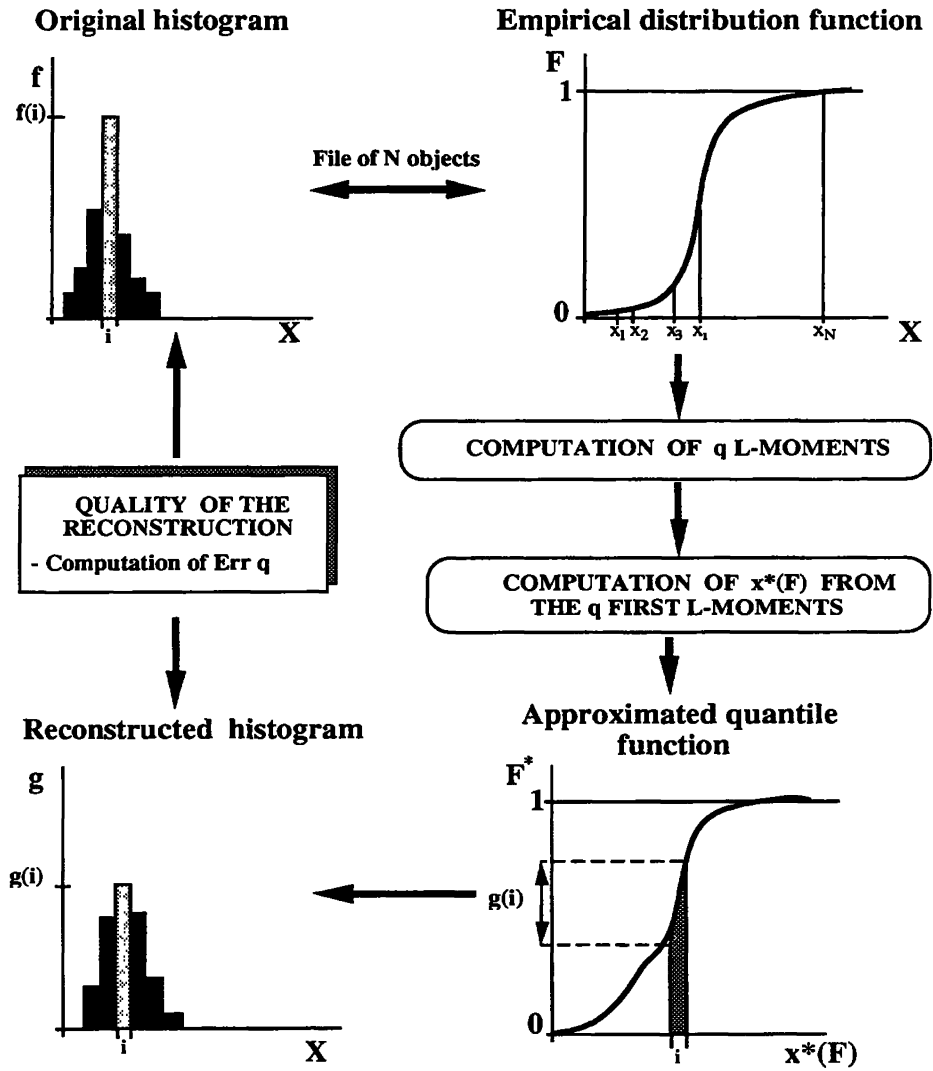 Original histogram
f
f(i)
i
X
File of N objects
Empirical distribution function
F
1
0
x1 x2 x3 xi xN
X
COMPUTATION OF q L-MOMENTS
COMPUTATION OF x*(F) FROM
THE q FIRST L-MOMENTS
QUALITY OF THE
RECONSTRUCTION
- Computation of Err q
Reconstructed histogram
g
g(i)
i
X
Approximated quantile
function
F*
1
g(i)
0
i
x*(F)